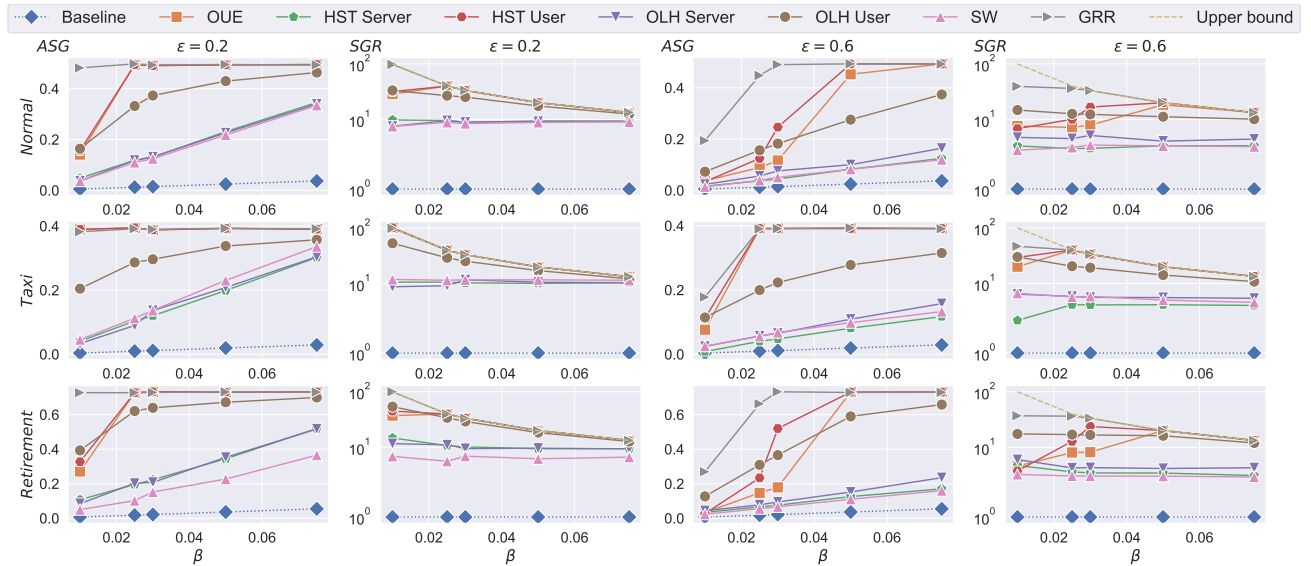 Baseline OUE HST Server HST User OLH Server OLH User SW GRR Upper bound
ASG ε = 0.2 SGR ε = 0.2 ASG ε = 0.6 SGR ε = 0.6
Normal
0.4
0.2
0.0
0.02 0.04 0.06
10²
10¹
10⁰
0.02 0.04 0.06
0.4
0.2
0.0
0.02 0.04 0.06
10²
10¹
10⁰
0.02 0.04 0.06
Taxi
0.4
0.2
0.0
0.02 0.04 0.06
10²
10¹
10⁰
0.02 0.04 0.06
0.4
0.2
0.0
0.02 0.04 0.06
10²
10¹
10⁰
0.02 0.04 0.06
Retirement
0.6
0.4
0.2
0.0
0.02 0.04 0.06
β
10²
10¹
10⁰
0.02 0.04 0.06
β
0.6
0.4
0.2
0.0
0.02 0.04 0.06
β
10²
10¹
10⁰
0.02 0.04 0.06
β